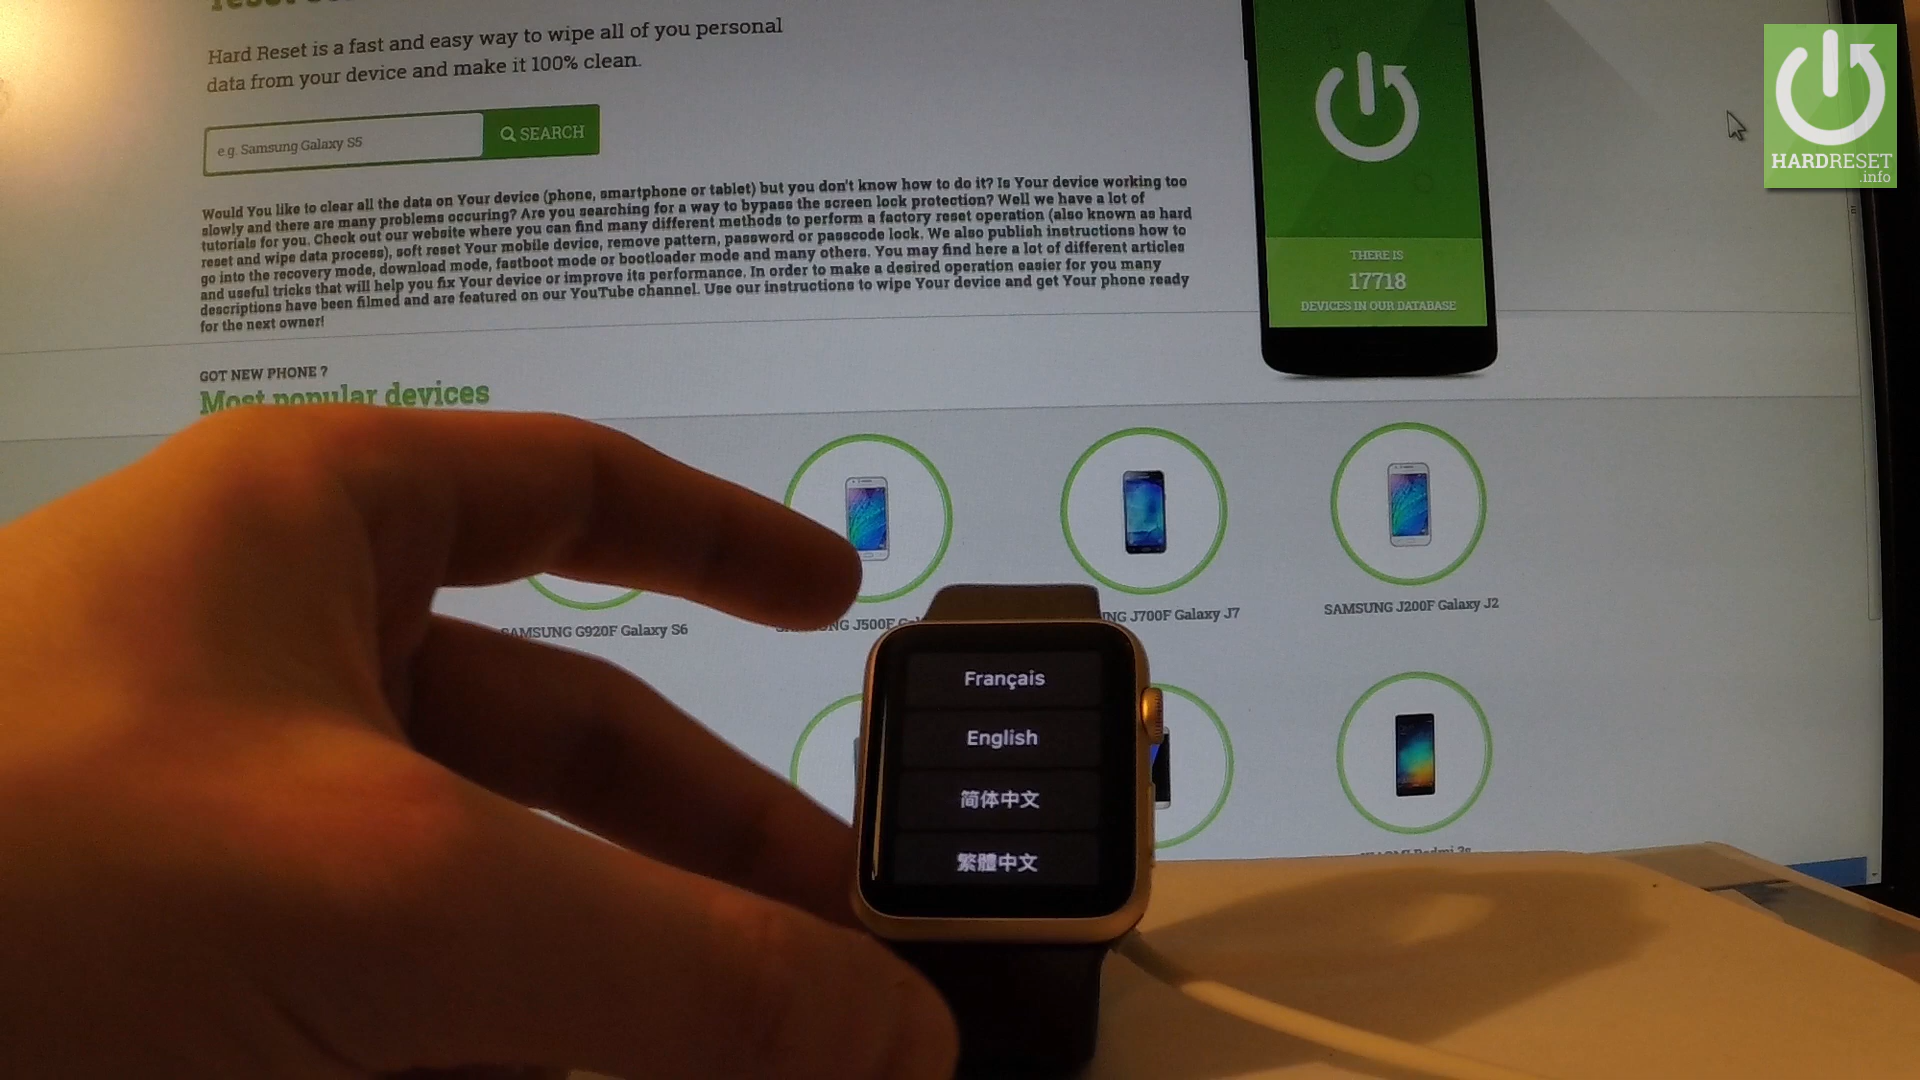 Hard Reset is a fast and easy way to wipe all of you personal
data from your device and make it 100% clean.
e.g. Samsung Galaxy S5
SEARCH
Would You like to clear all the data on Your device (phone, smartphone or tablet) but you don't know how to do it? Is Your device working too
slowly and there are many problems occuring? Are you searching for a way to bypass the screen lock protection? Well we have a lot of
tutorials for you. Check out our website where you can find many different methods to perform a factory reset operation (also known as hard
reset and wipe data process), soft reset Your mobile device, remove pattern, password or passcode lock. We also publish instructions how to
go into the recovery mode, download mode, fastboot mode or bootloader mode and many others. You may find here a lot of different articles
and useful tricks that will help you fix Your device or improve its performance. In order to make a desired operation easier for you many
descriptions have been filmed and are featured on our YouTube channel. Use our instructions to wipe Your device and get Your phone ready
for the next owner!
THERE IS
17718
DEVICES IN OUR DATABASE
HARDRESET
.info
GOT NEW PHONE ?
Most popular devices
SAMSUNG G920F Galaxy S6
J500F
J700F Galaxy J7
SAMSUNG J200F Galaxy J2
Redmi 3s
Français
English
简体中文
繁體中文